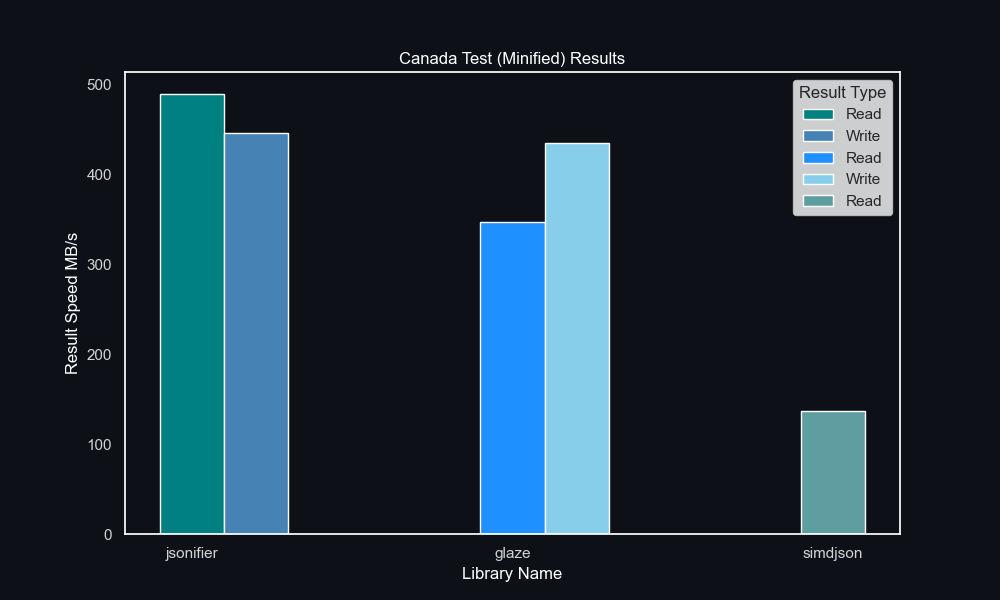 Canada Test (Minified) Results
Result Speed MB/s
500
400
300
200
100
0
Result Type
Read
Write
Read
Write
Read
jsonifier
glaze
simdjson
Library Name